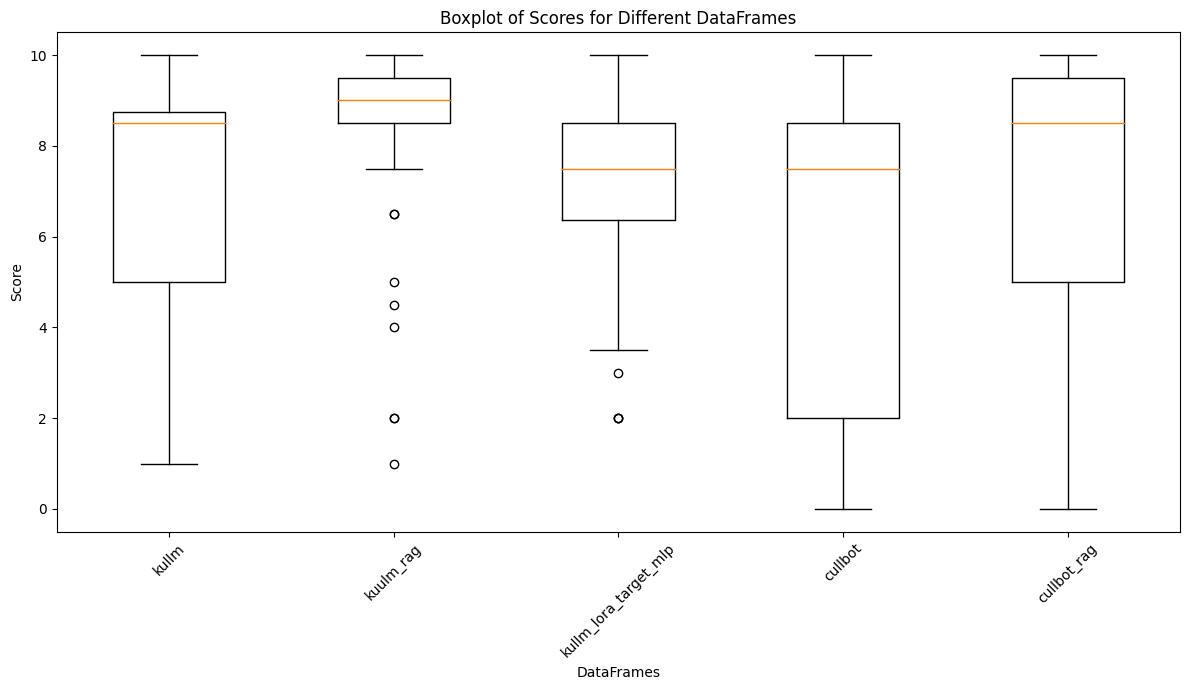 Boxplot of Scores for Different DataFrames
10
8
6
4
2
0
Score
kullm
kuulm_rag
kullm_lora_target_mlp
cullbot
cullbot_rag
DataFrames